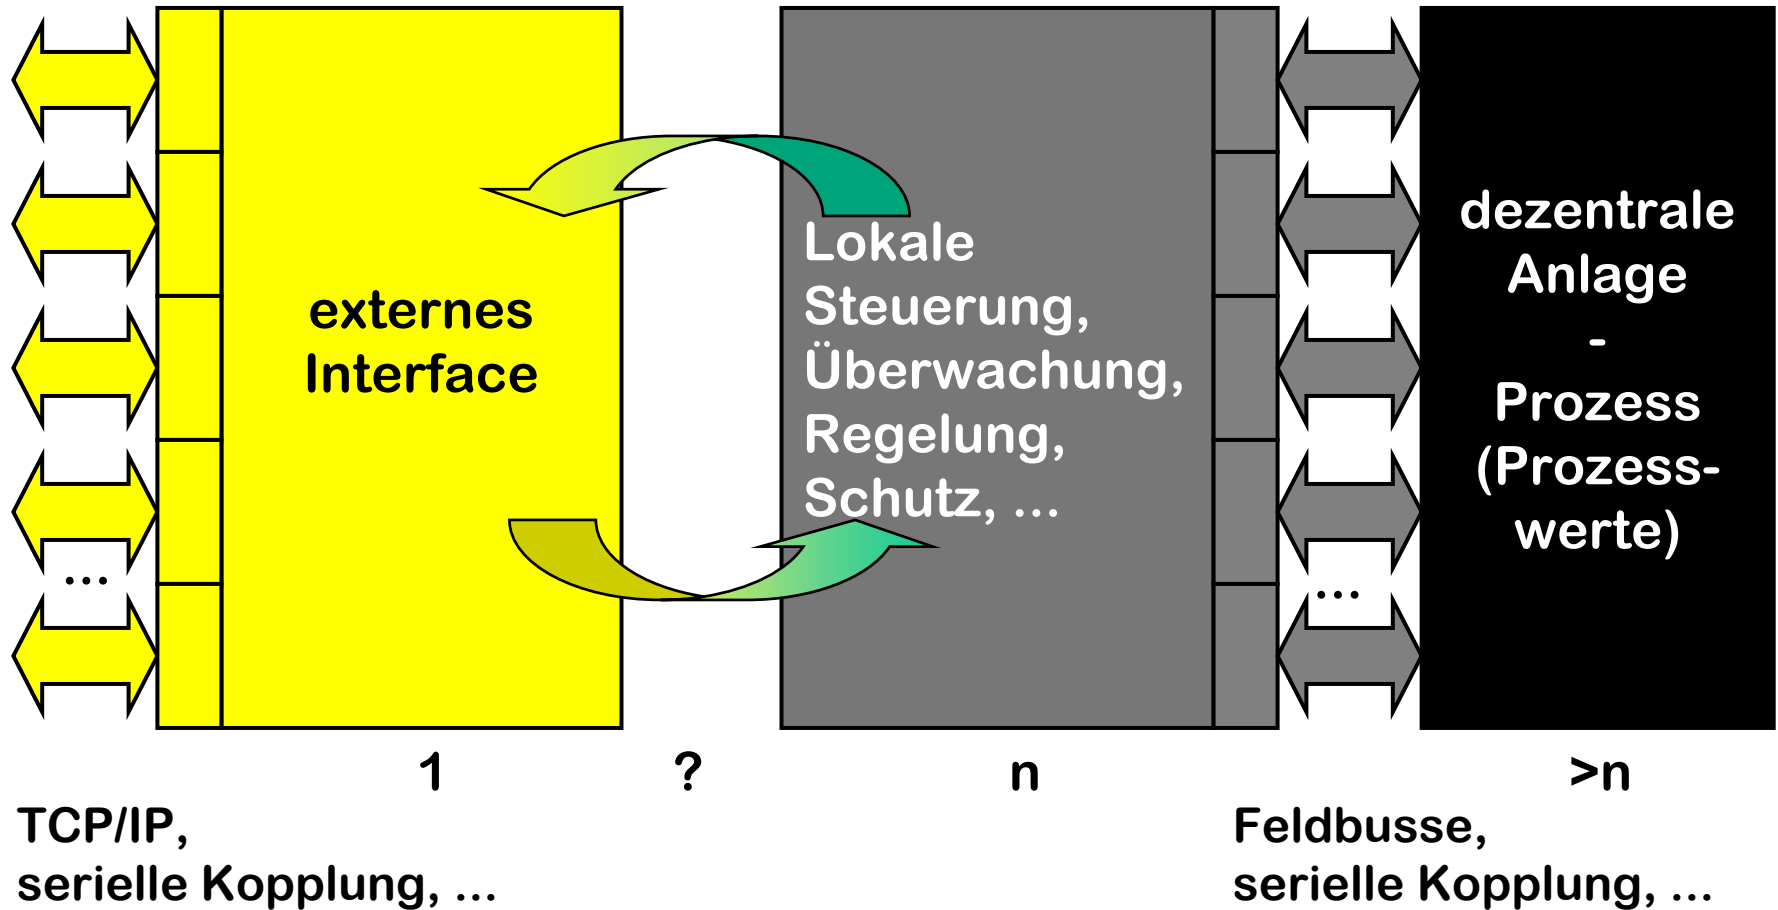 externes
Interface
Lokale
Steuerung,
Überwachung,
Regelung,
Schutz, ...
dezentrale
Anlage
-
Prozess
(Prozess-
werte)
...
...
1
?
n
>n
TCP/IP,
serielle Kopplung, ...
Feldbusse,
serielle Kopplung, ...